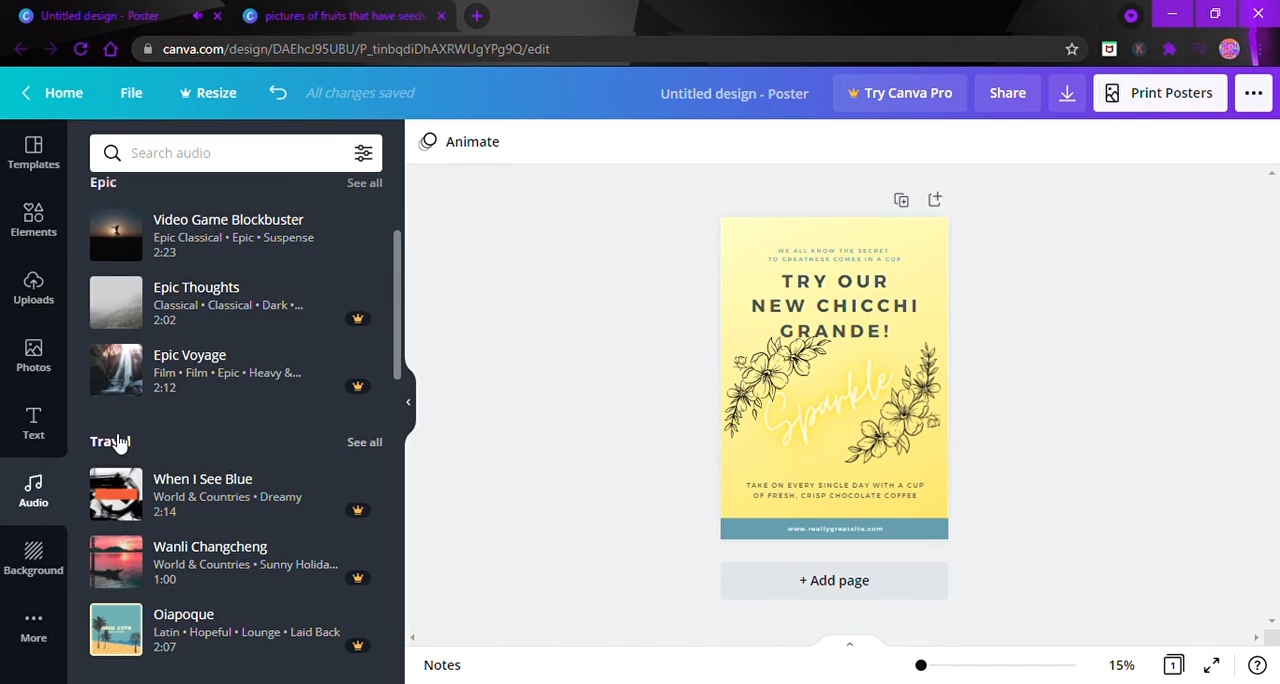 Untitled design - Poster
pictures of fruits that have seeds
canva.com/design/DAEhcJ95UBU/P_tinbqdiDhAXRWUgYPg9Q/edit
Home
File
Resize
All changes saved
Untitled design - Poster
Try Canva Pro
Share
Print Posters
Templates
Elements
Uploads
Photos
Text
Audio
Background
More
Search audio
Epic
See all
Video Game Blockbuster
Epic Classical • Epic • Suspense
2:23
Epic Thoughts
Classical • Classical • Dark •...
2:02
Epic Voyage
Film • Film • Epic • Heavy &...
2:12
Travel
See all
When I See Blue
World & Countries • Dreamy
2:14
Wanli Changcheng
World & Countries • Sunny Holida...
1:00
Oiapoque
Latin • Hopeful • Lounge • Laid Back
2:07
Animate
WE ALL KNOW THE SECRET
TO GREATNESS COMES IN A CUP
TRY OUR
NEW CHICCHI
GRANDE!
Sparkle
TAKE ON EVERY SINGLE DAY WITH A CUP
OF FRESH, CRISP CHOCOLATE COFFEE
www.reallygreatsite.com
+ Add page
Notes
15%
1